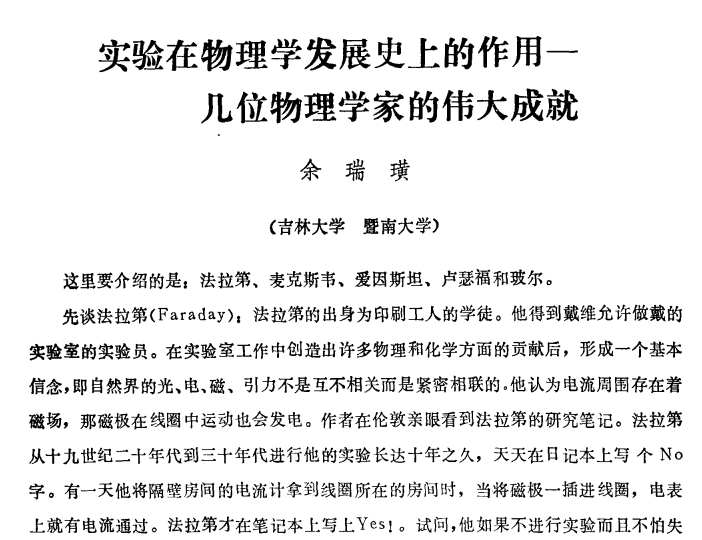 实验在物理学发展史上的作用—
几位物理学家的伟大成就
余 瑞 璜
(吉林大学 暨南大学)
这里要介绍的是：法拉第、麦克斯韦、爱因斯坦、卢瑟福和玻尔。
先谈法拉第(Faraday)：法拉第的出身为印刷工人的学徒。他得到戴维允许做戴的
实验室的实验员。在实验室工作中创造出许多物理和化学方面的贡献后，形成一个基本
信念，即自然界的光、电、磁、引力不是互不相关而是紧密相联的。他认为电流周围存在着
磁场，那磁极在线圈中运动也会发电。作者在伦敦亲眼看到法拉第的研究笔记。法拉第
从十九世纪二十年代到三十年代进行他的实验长达十年之久，天天在日记本上写 个 No
字。有一天他将隔壁房间的电流计拿到线圈所在的房间时，当将磁极一插进线圈，电表
上就有电流通过。法拉第才在笔记本上写上Yes!。试问，他如果不进行实验而且不怕失